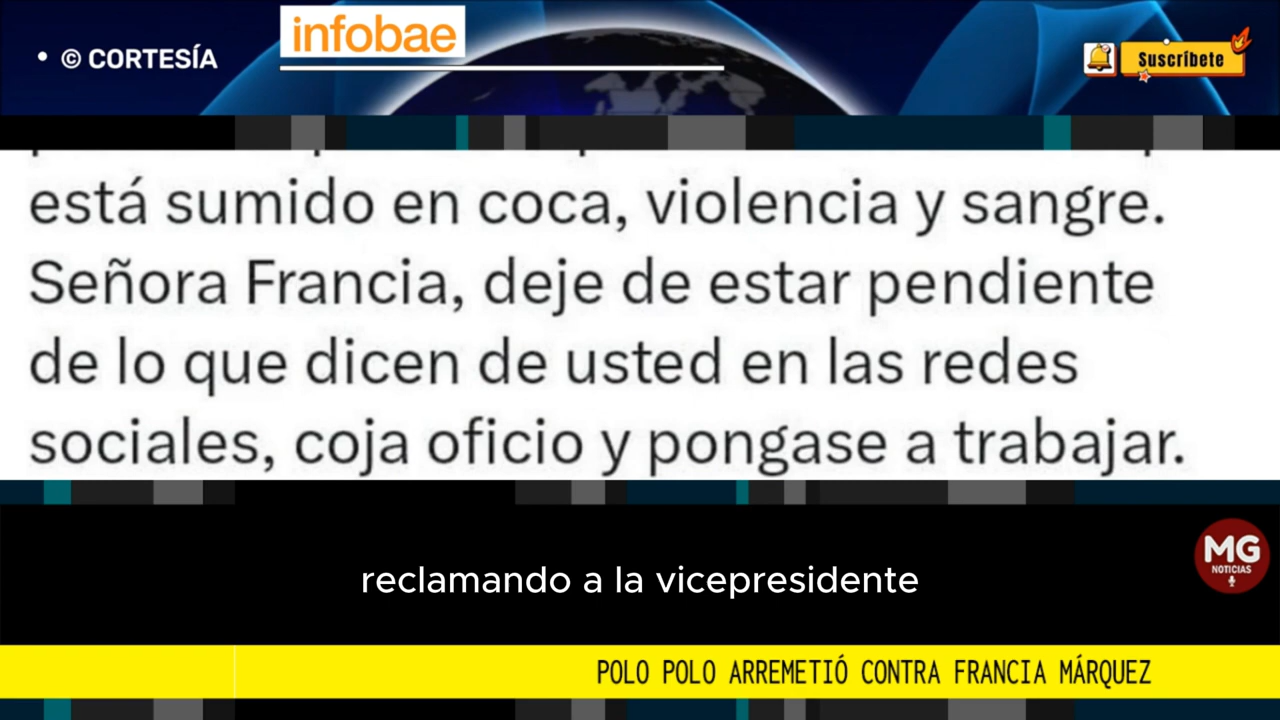 • © CORTESÍA
infobae
Suscríbete
está sumido en coca, violencia y sangre.
Señora Francia, deje de estar pendiente
de lo que dicen de usted en las redes
sociales, coja oficio y pongase a trabajar.
reclamando a la vicepresidente
MG
NOTICIAS
POLO POLO ARREMETIÓ CONTRA FRANCIA MÁRQUEZ